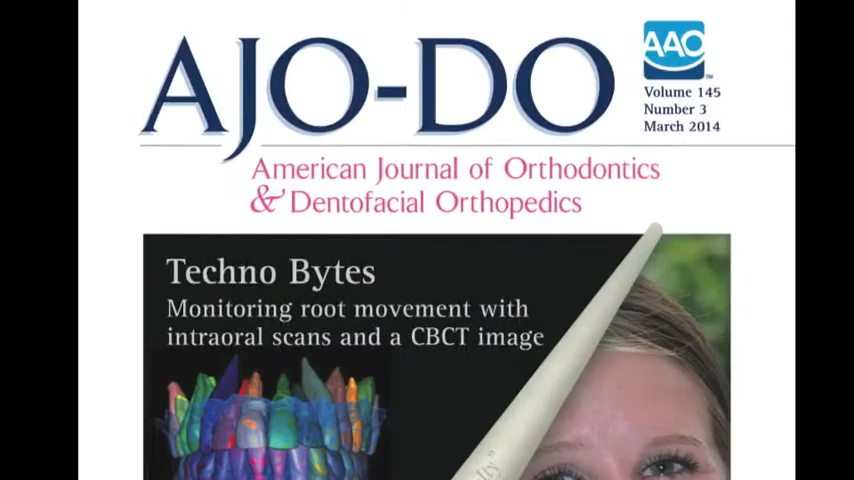 AJO-DO
AAO
™
Volume 145
Number 3
March 2014
American Journal of Orthodontics
& Dentofacial Orthopedics
Techno Bytes
Monitoring root movement with
intraoral scans and a CBCT image